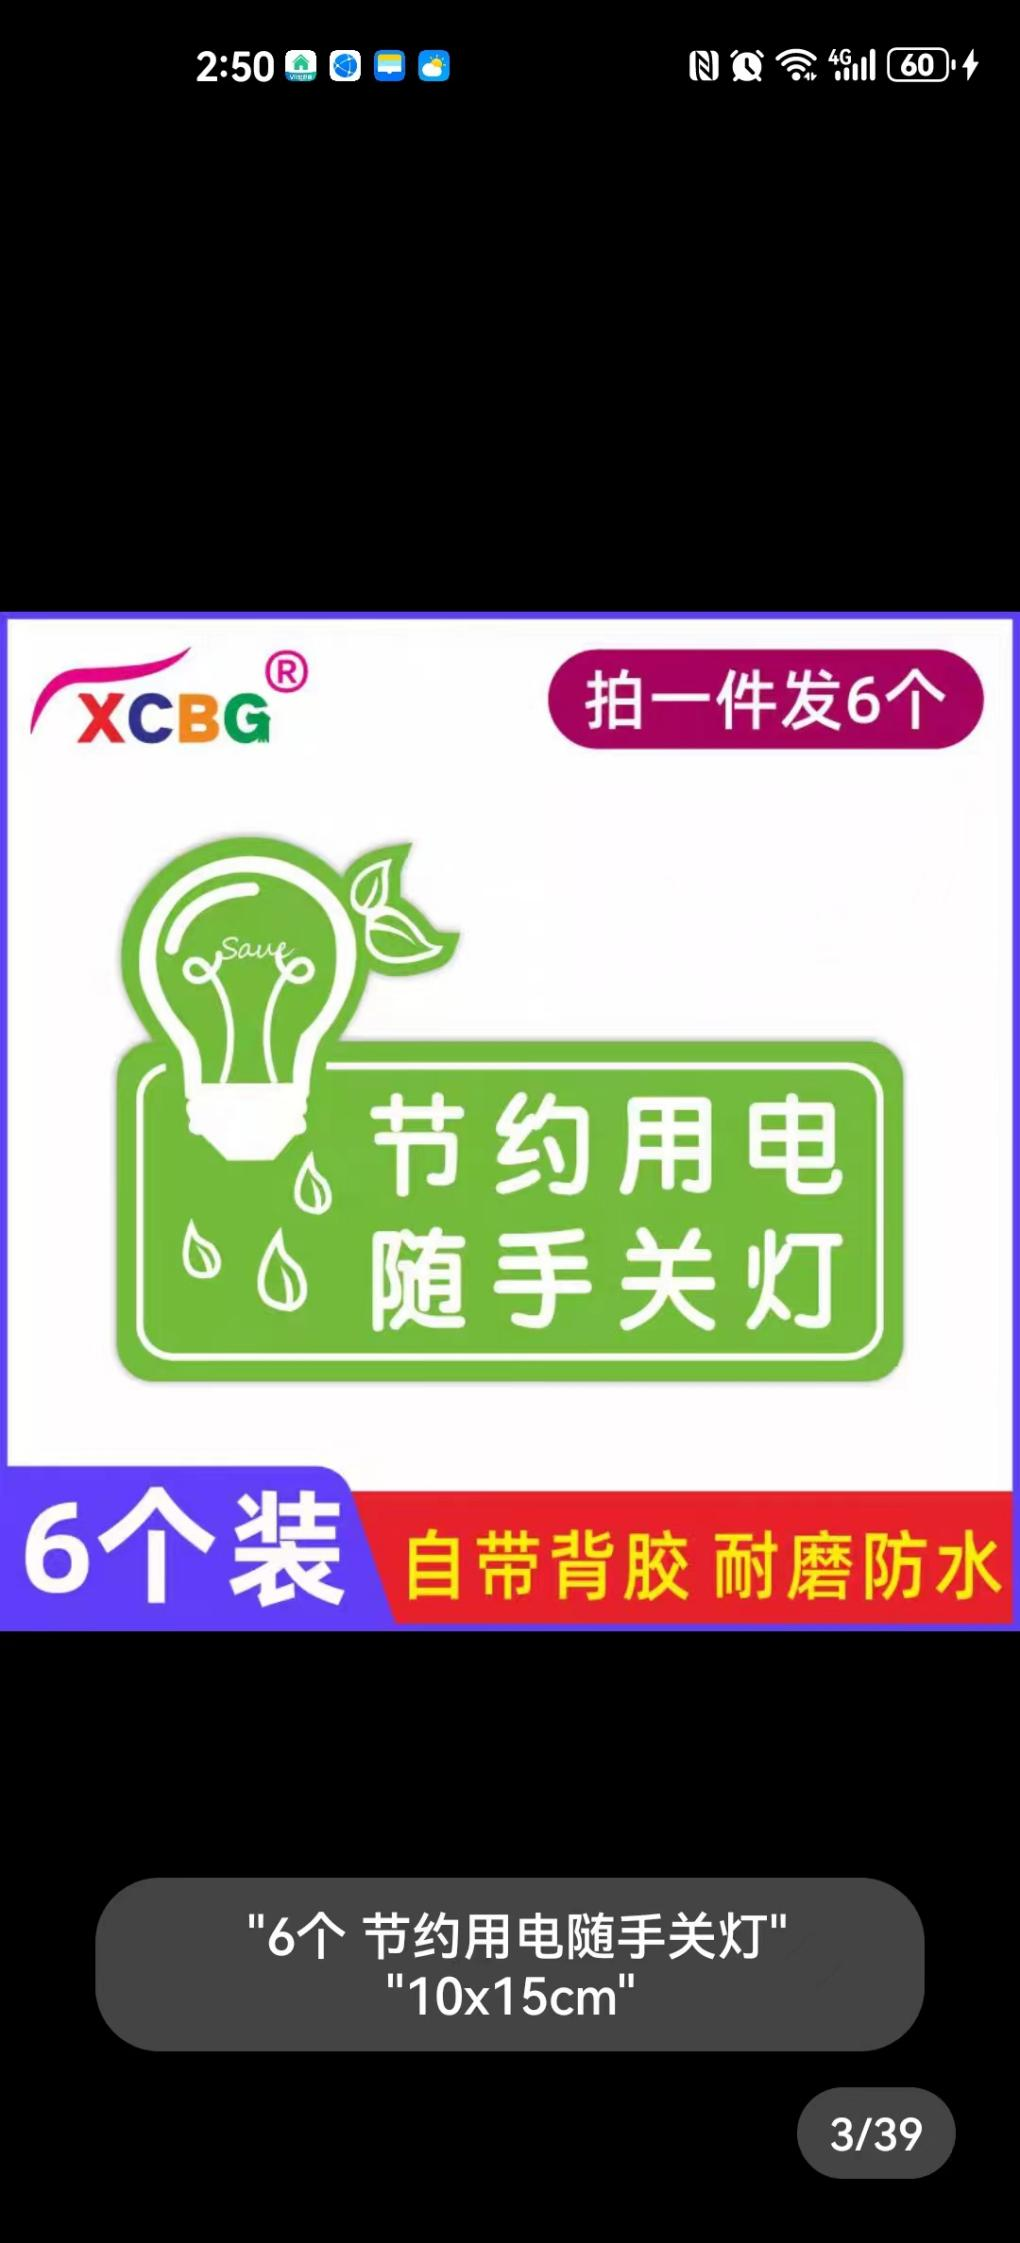 2:50
4G
60
XCBG®
拍一件发6个
Save
节约用电
随手关灯
6个装
自带背胶 耐磨防水
"6个 节约用电随手关灯"
"10x15cm"
3/39